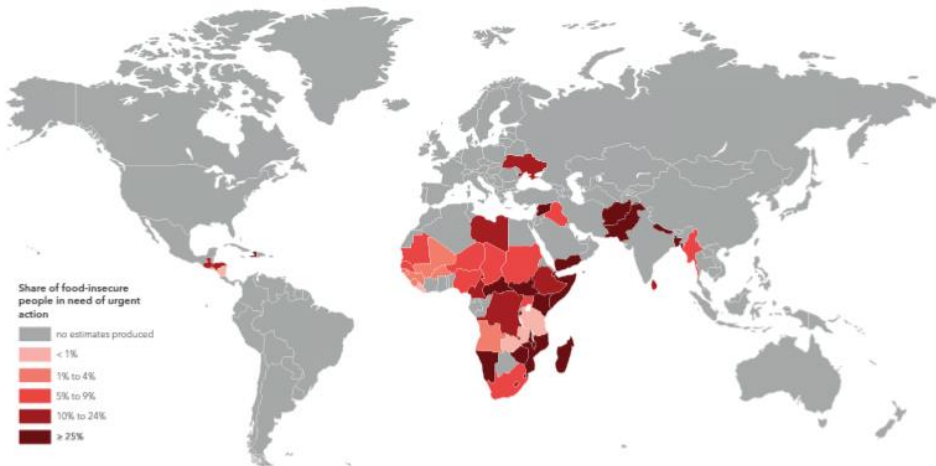 Share of food-insecure
people in need of urgent
action
no estimates produced
< 1%
1% to 4%
5% to 9%
10% to 24%
≥ 25%